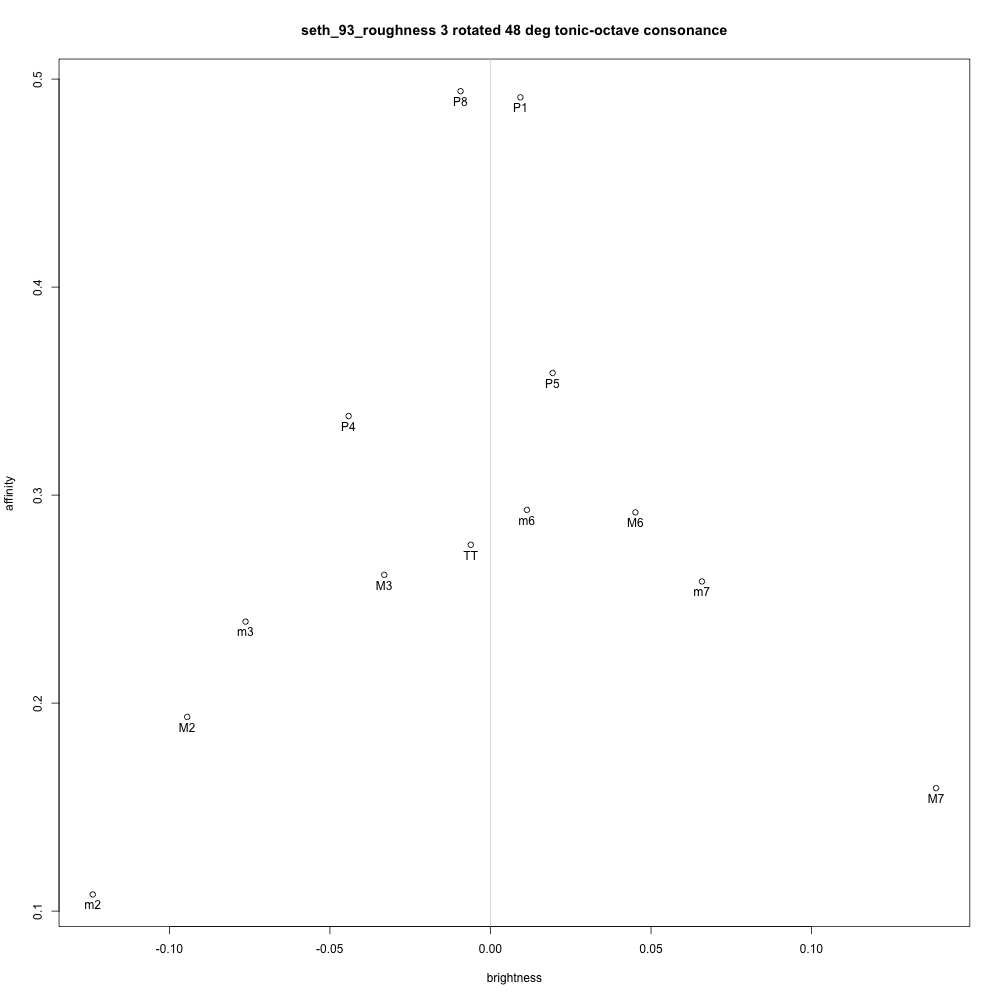 seth_93_roughness 3 rotated 48 deg tonic-octave consonance
0.5
P8
P1
0.4
P5
P4
affinity
0.3
m6
M6
TT
M3
m7
m3
0.2
M2
M7
m2
0.1
-0.10 -0.05 0.00 0.05 0.10
brightness